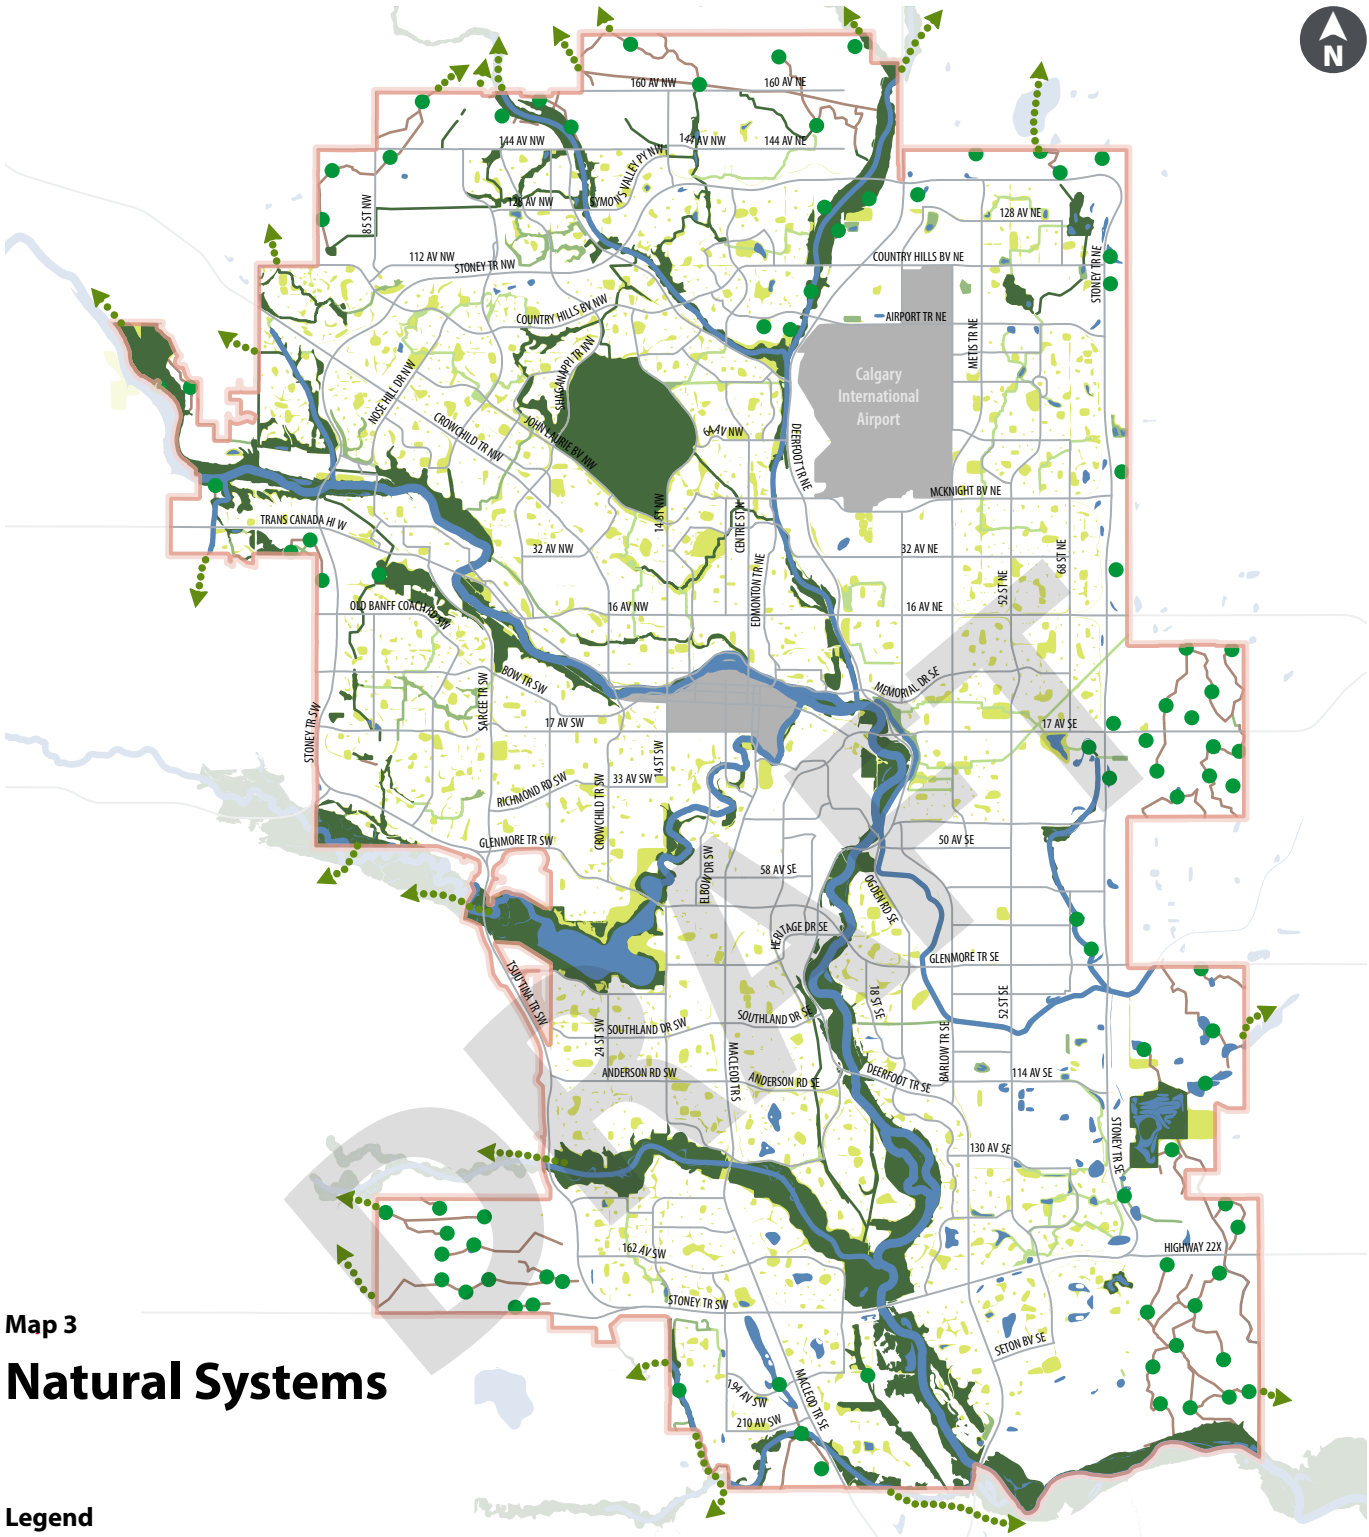 N
160 AV NW
160 AV NE
144 AV NW
144 AV NW
144 AV NE
SYMON'S VALLEY PY NW
128 AV NW
85 ST NW
128 AV NE
112 AV NW
STONEY TR NW
COUNTRY HILLS BV NE
STONEY TR NE
COUNTRY HILLS BV NW
AIRPORT TR NE
METIS TR NE
SHAGANAPPI TR NW
NOSE HILL DR NW
Calgary
International
Airport
CROWCHILD TR NW
JOHN LAURIE BV NW
64 AV NW
DEERFOOT TR NE
14 ST NW
CENTRE ST N
MCKNIGHT BV NE
TRANS CANADA HI W
32 AV NW
32 AV NE
68 ST NE
52 ST NE
EDMONTON TR NE
OLD BANFF COACH RD SW
16 AV NW
16 AV NE
BOW TR SW
SARCEE TR SW
MEMORIAL DR SE
STONEY TR SW
17 AV SW
17 AV SE
14 ST SW
33 AV SW
RICHMOND RD SW
CROWCHILD TR SW
GLENMORE TR SW
50 AV SE
ELBOW DR SW
58 AV SE
OGDEN RD SE
HERITAGE DR SE
GLENMORE TR SE
TSUUT'INA TR SW
18 ST SE
52 ST SE
24 ST SW
SOUTHLAND DR SW
SOUTHLAND DR SE
BARLOW TR SE
MACLEOD TR S
ANDERSON RD SW
ANDERSON RD SE
DEERFOOT TR SE
114 AV SE
STONEY TR SE
130 AV SE
DRAFT
162 AV SW
HIGHWAY 22X
STONEY TR SW
SETON BV SE
194 AV SW
MACLEOD TR SE
210 AV SW
Map 3
Natural Systems
Legend